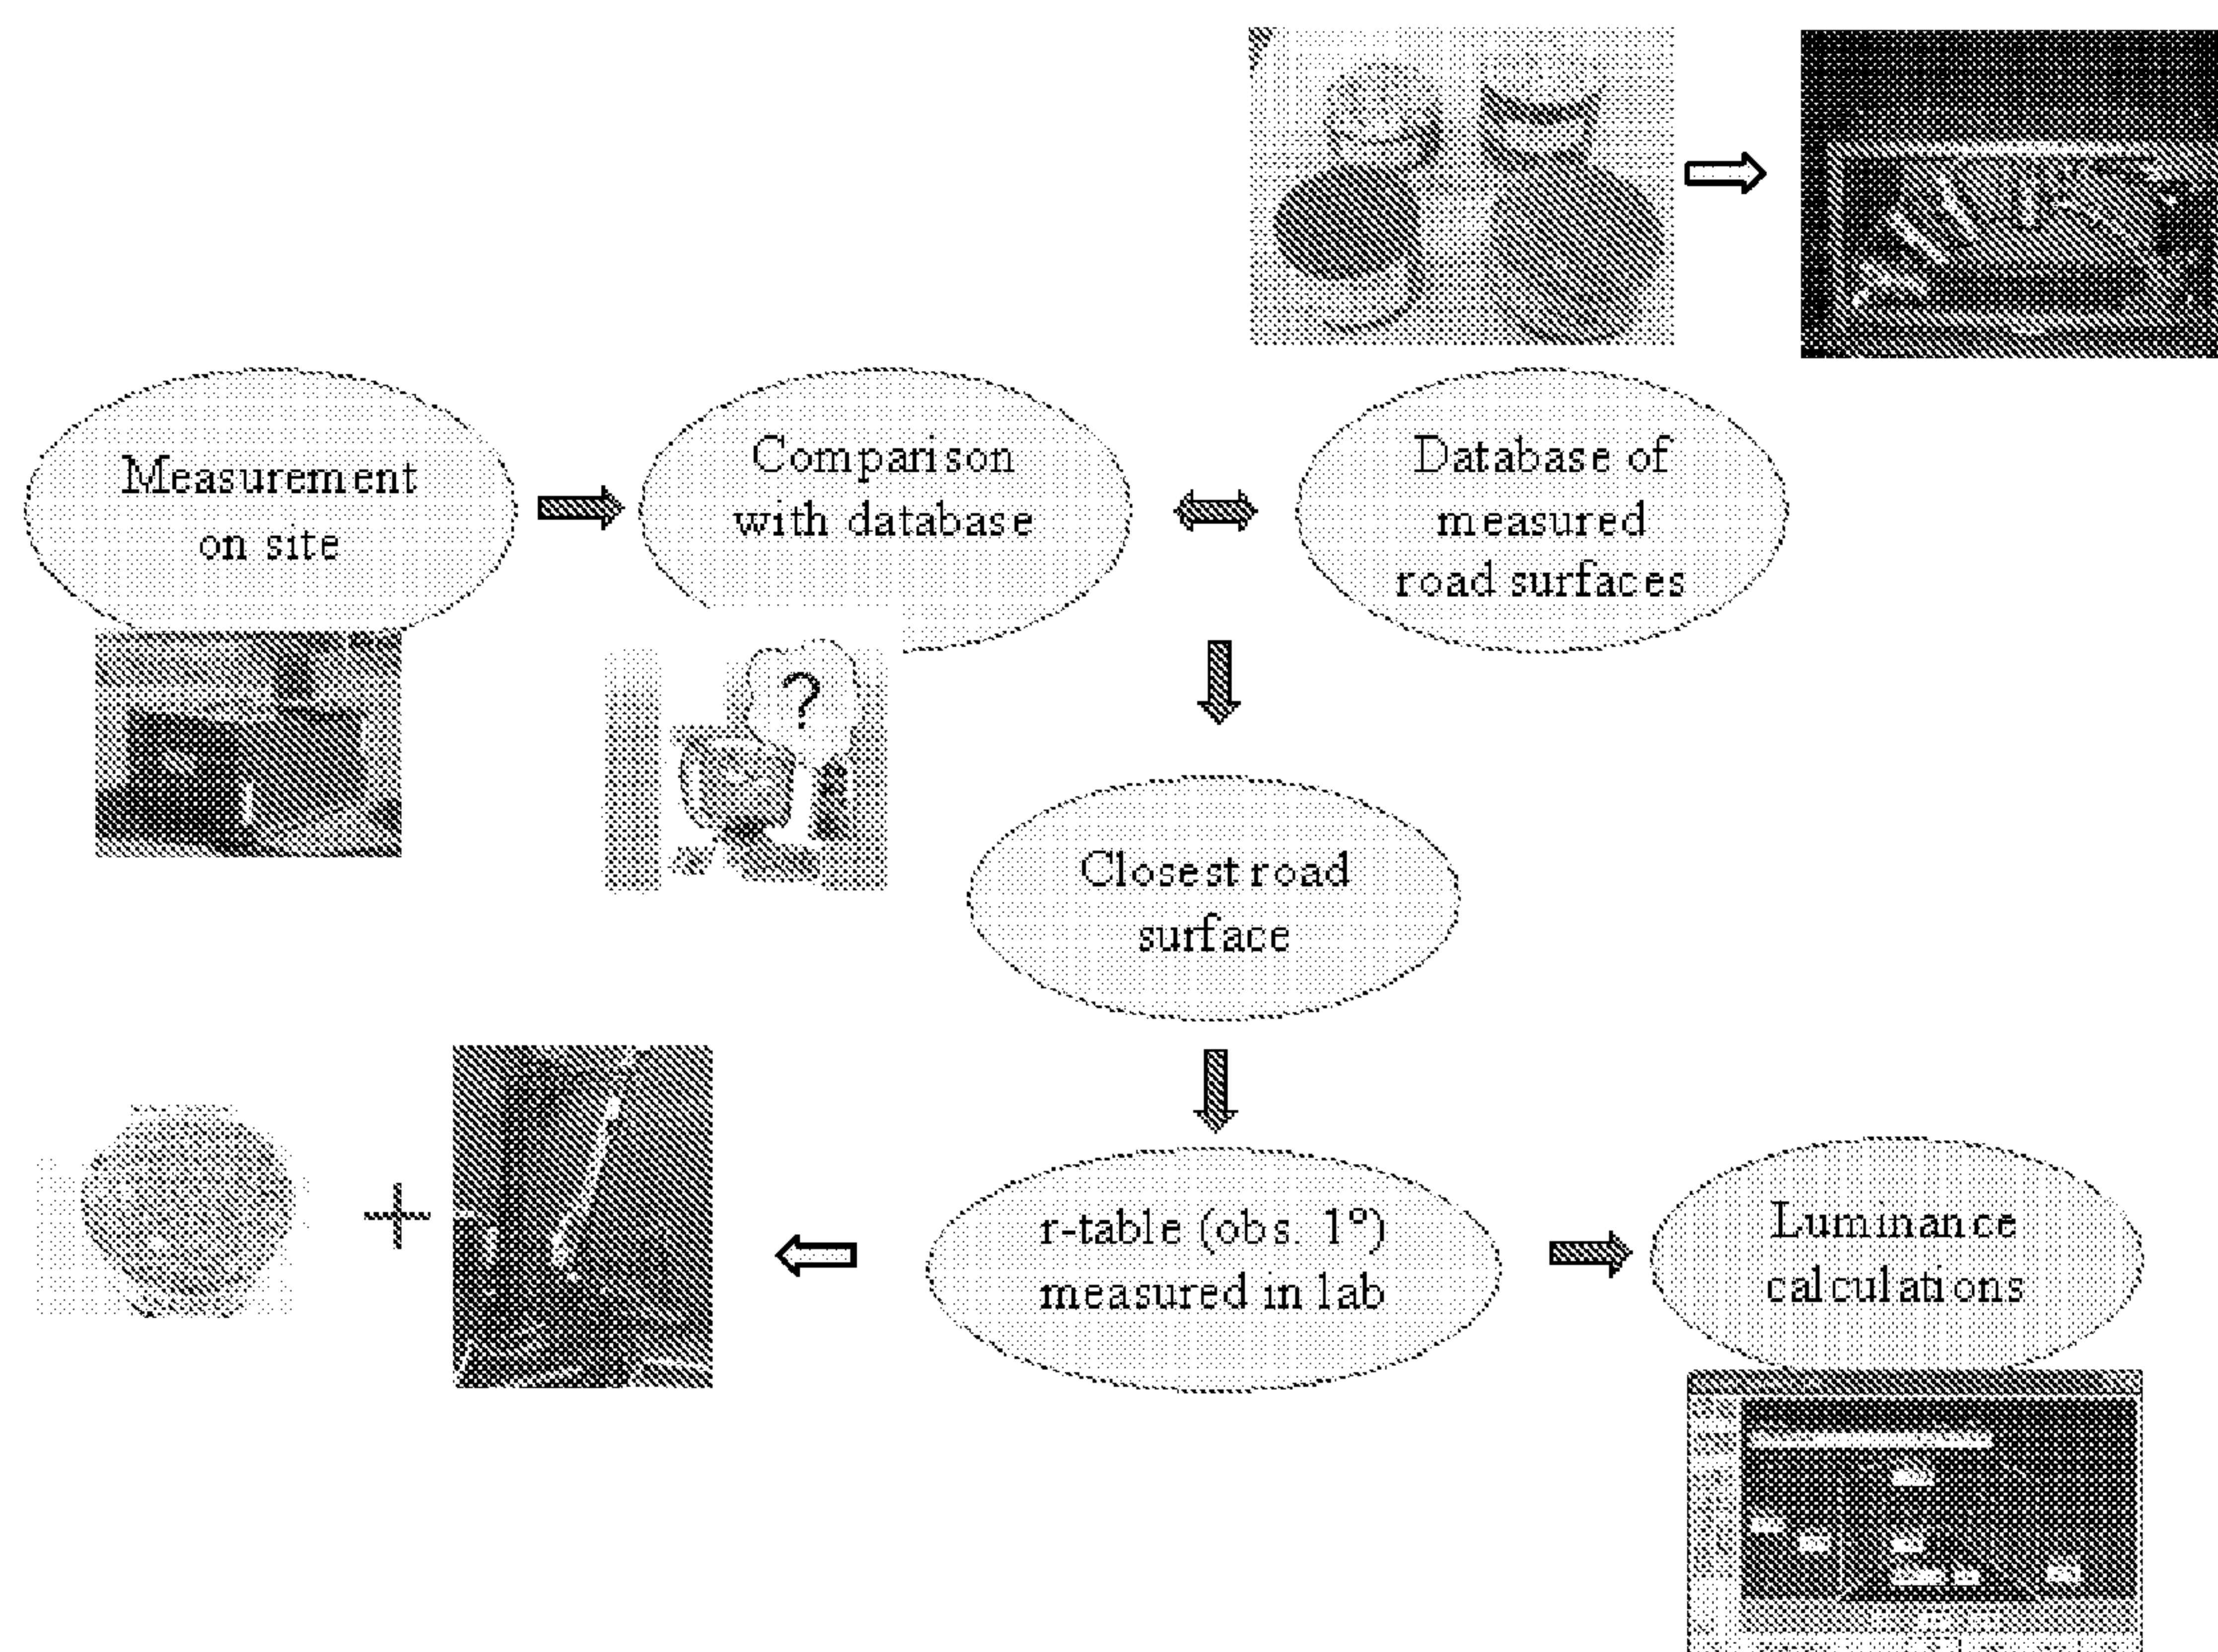 Measurement
on site
Comparison
with database
Database of
measured
road surfaces
?
Closest road
surface
+
r-table (obs. 1°)
measured in lab
Luminance
calculations